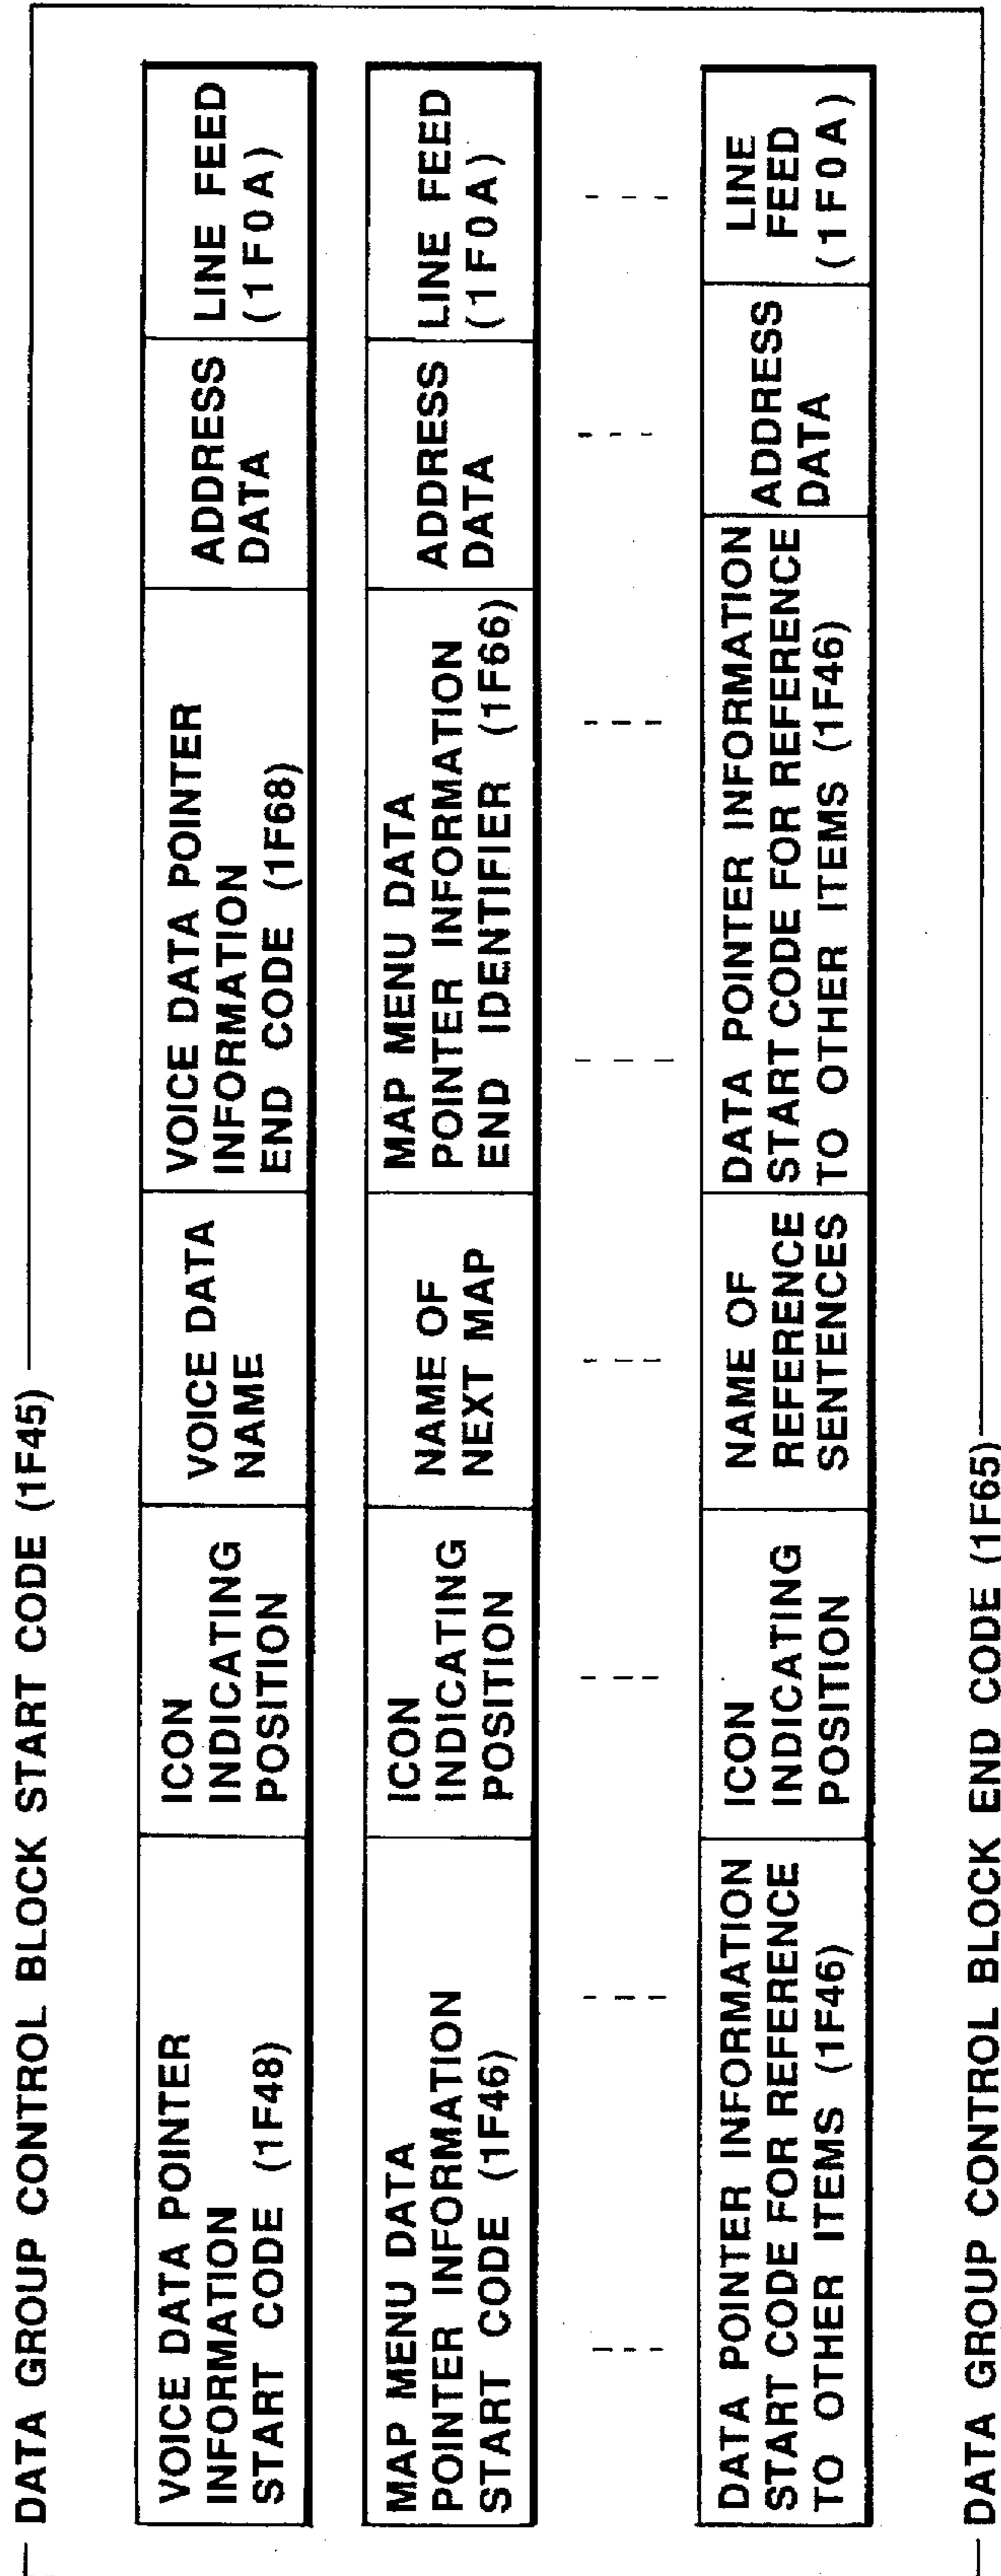 DATA GROUP CONTROL BLOCK START CODE (1F45)
VOICE DATA POINTER
INFORMATION
START CODE (1F48)
ICON
INDICATING
POSITION
VOICE DATA
NAME
VOICE DATA POINTER
INFORMATION
END CODE (1F68)
ADDRESS
DATA
LINE FEED
(1F0A)
MAP MENU DATA
POINTER INFORMATION
START CODE (1F46)
ICON
INDICATING
POSITION
NAME OF
NEXT MAP
MAP MENU DATA
POINTER INFORMATION
END IDENTIFIER (1F66)
ADDRESS
DATA
LINE FEED
(1F0A)
DATA POINTER INFORMATION
START CODE FOR REFERENCE
TO OTHER ITEMS (1F46)
ICON
INDICATING
POSITION
NAME OF
REFERENCE
SENTENCES
DATA POINTER INFORMATION
START CODE FOR REFERENCE
TO OTHER ITEMS (1F46)
ADDRESS
DATA
LINE
FEED
(1F0A)
DATA GROUP CONTROL BLOCK END CODE (1F65)